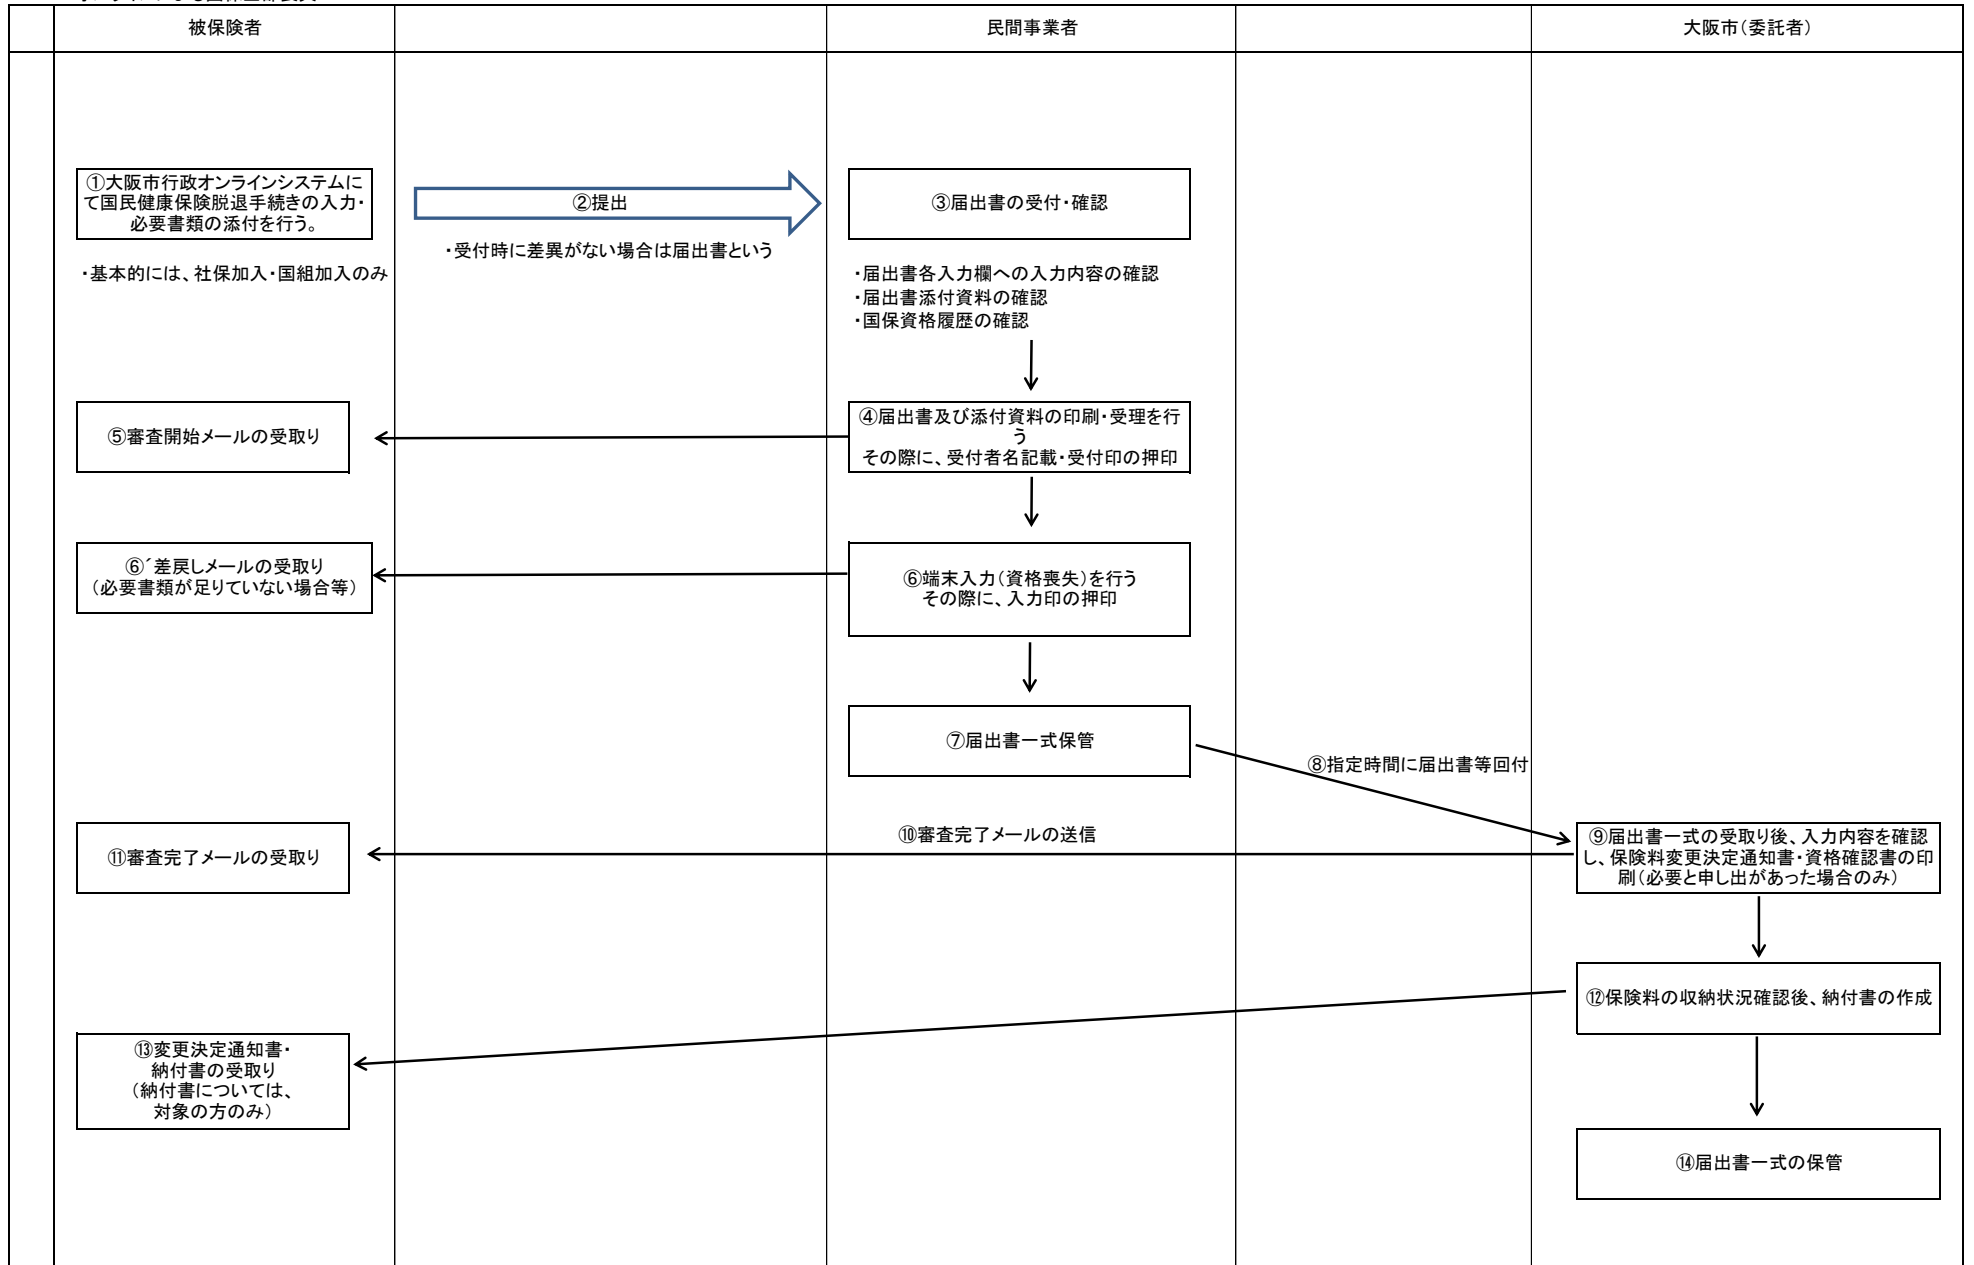 被保険者
民間事業者
大阪市（委託者）
①大阪市行政オンラインシステムに
て国民健康保険脱退手続きの入力・
必要書類の添付を行う。
②提出
③届出書の受付・確認
・受付時に差異がない場合は届出書という
・基本的には、社保加入・国組加入のみ
・届出書各入力欄への入力内容の確認
・届出書添付資料の確認
・国保資格履歴の確認
⑤審査開始メールの受取り
④届出書及び添付資料の印刷・受理を行
う
その際に、受付者名記載・受付印の押印
⑥´差戻しメールの受取り
（必要書類が足りていない場合等）
⑥端末入力（資格喪失）を行う
その際に、入力印の押印
⑦届出書一式保管
⑧指定時間に届出書等回付
⑩審査完了メールの送信
⑪審査完了メールの受取り
⑨届出書一式の受取り後、入力内容を確認
し、保険料変更決定通知書・資格確認書の印
刷（必要と申し出があった場合のみ）
⑫保険料の収納状況確認後、納付書の作成
⑬変更決定通知書・
納付書の受取り
（納付書については、
対象の方のみ）
⑭届出書一式の保管